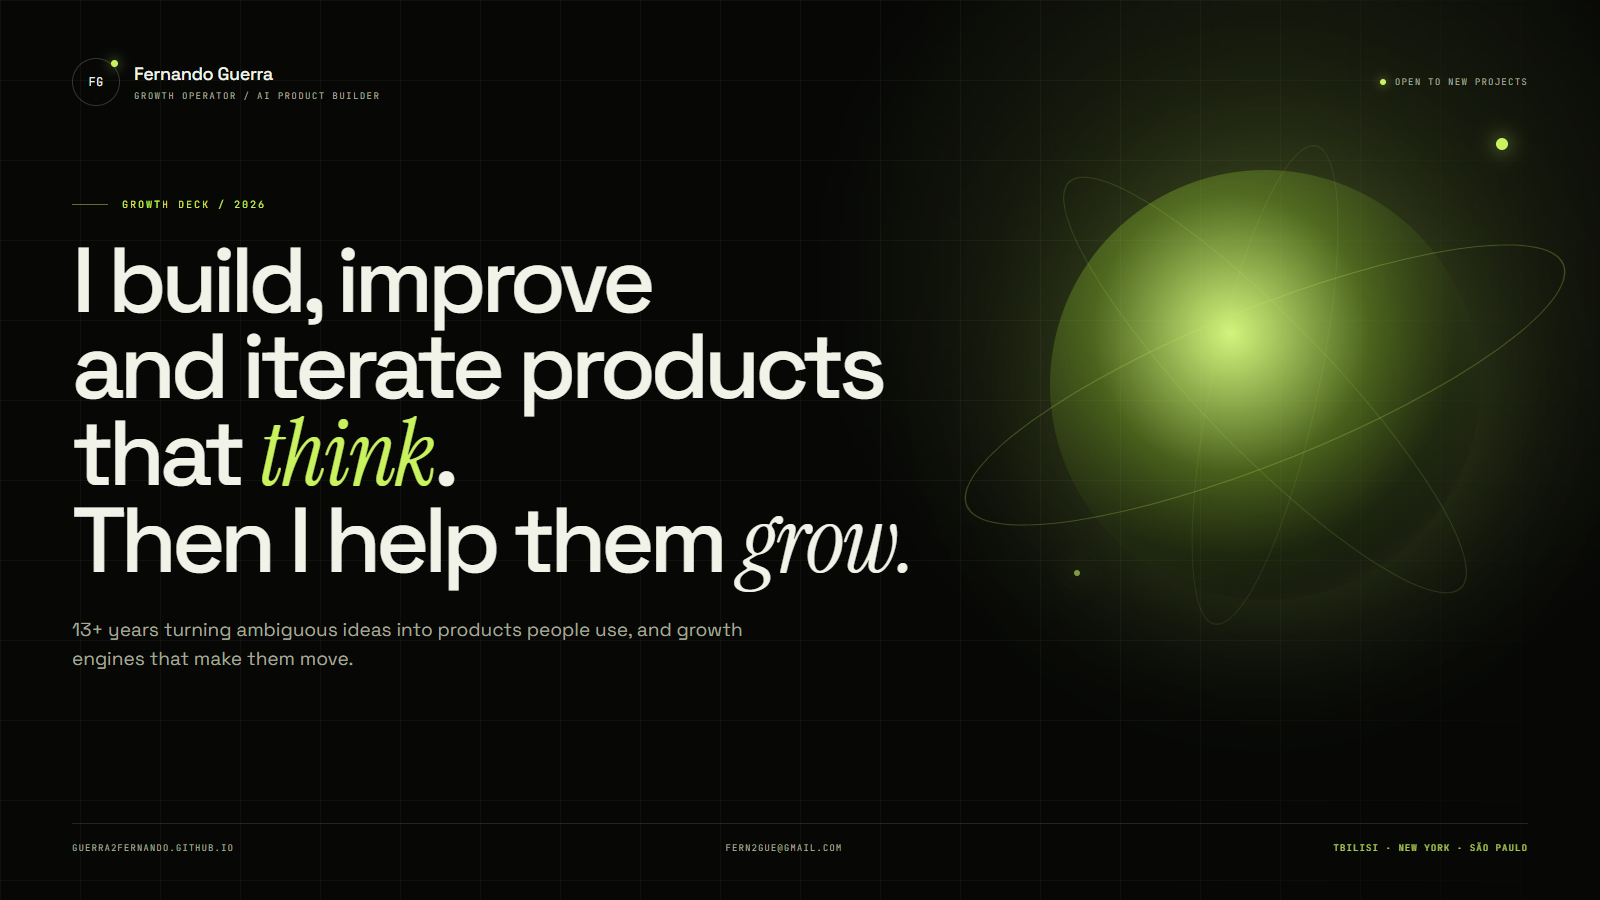 FG
Fernando Guerra
GROWTH OPERATOR / AI PRODUCT BUILDER
OPEN TO NEW PROJECTS
GROWTH DECK / 2026
I build, improve
and iterate products
that think.
Then I help them grow.
13+ years turning ambiguous ideas into products people use, and growth
engines that make them move.
GUERRA2FERNANDO.GITHUB.IO
FERN2GUE@GMAIL.COM
TBILISI · NEW YORK · SÃO PAULO